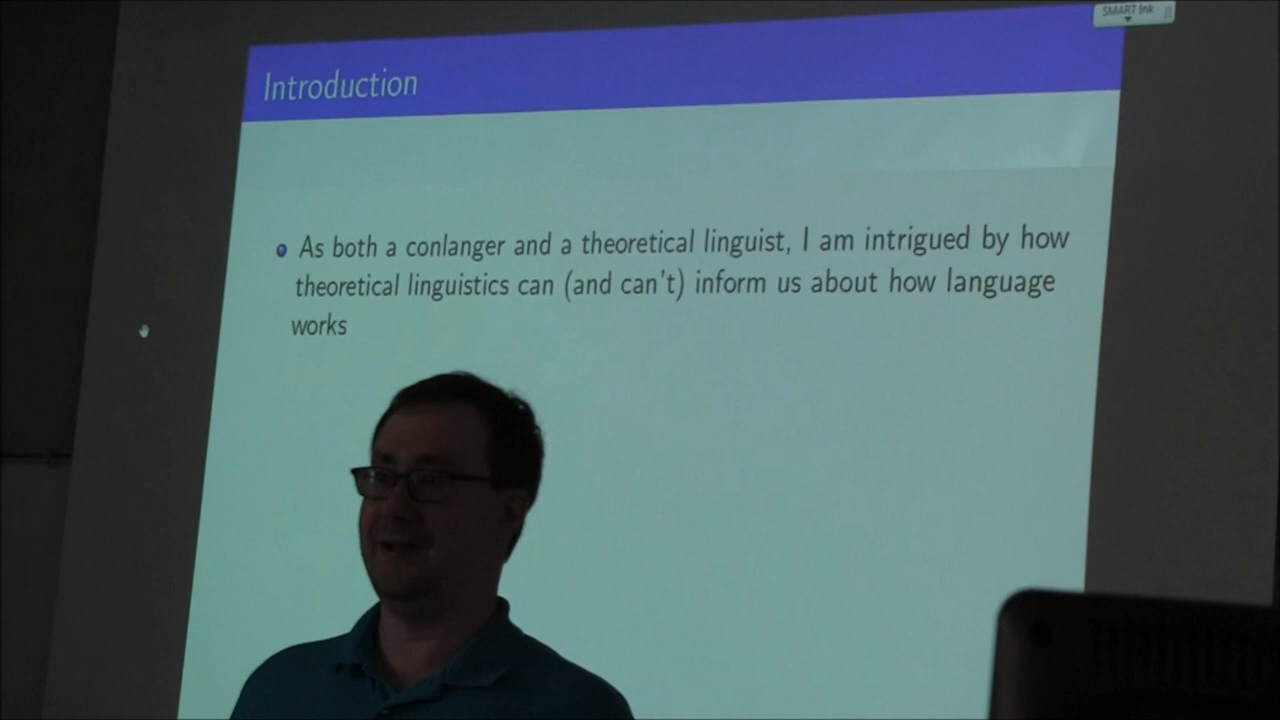 SMART Ink
Introduction
As both a conlanger and a theoretical linguist, I am intrigued by how
theoretical linguistics can (and can't) inform us about how language
works